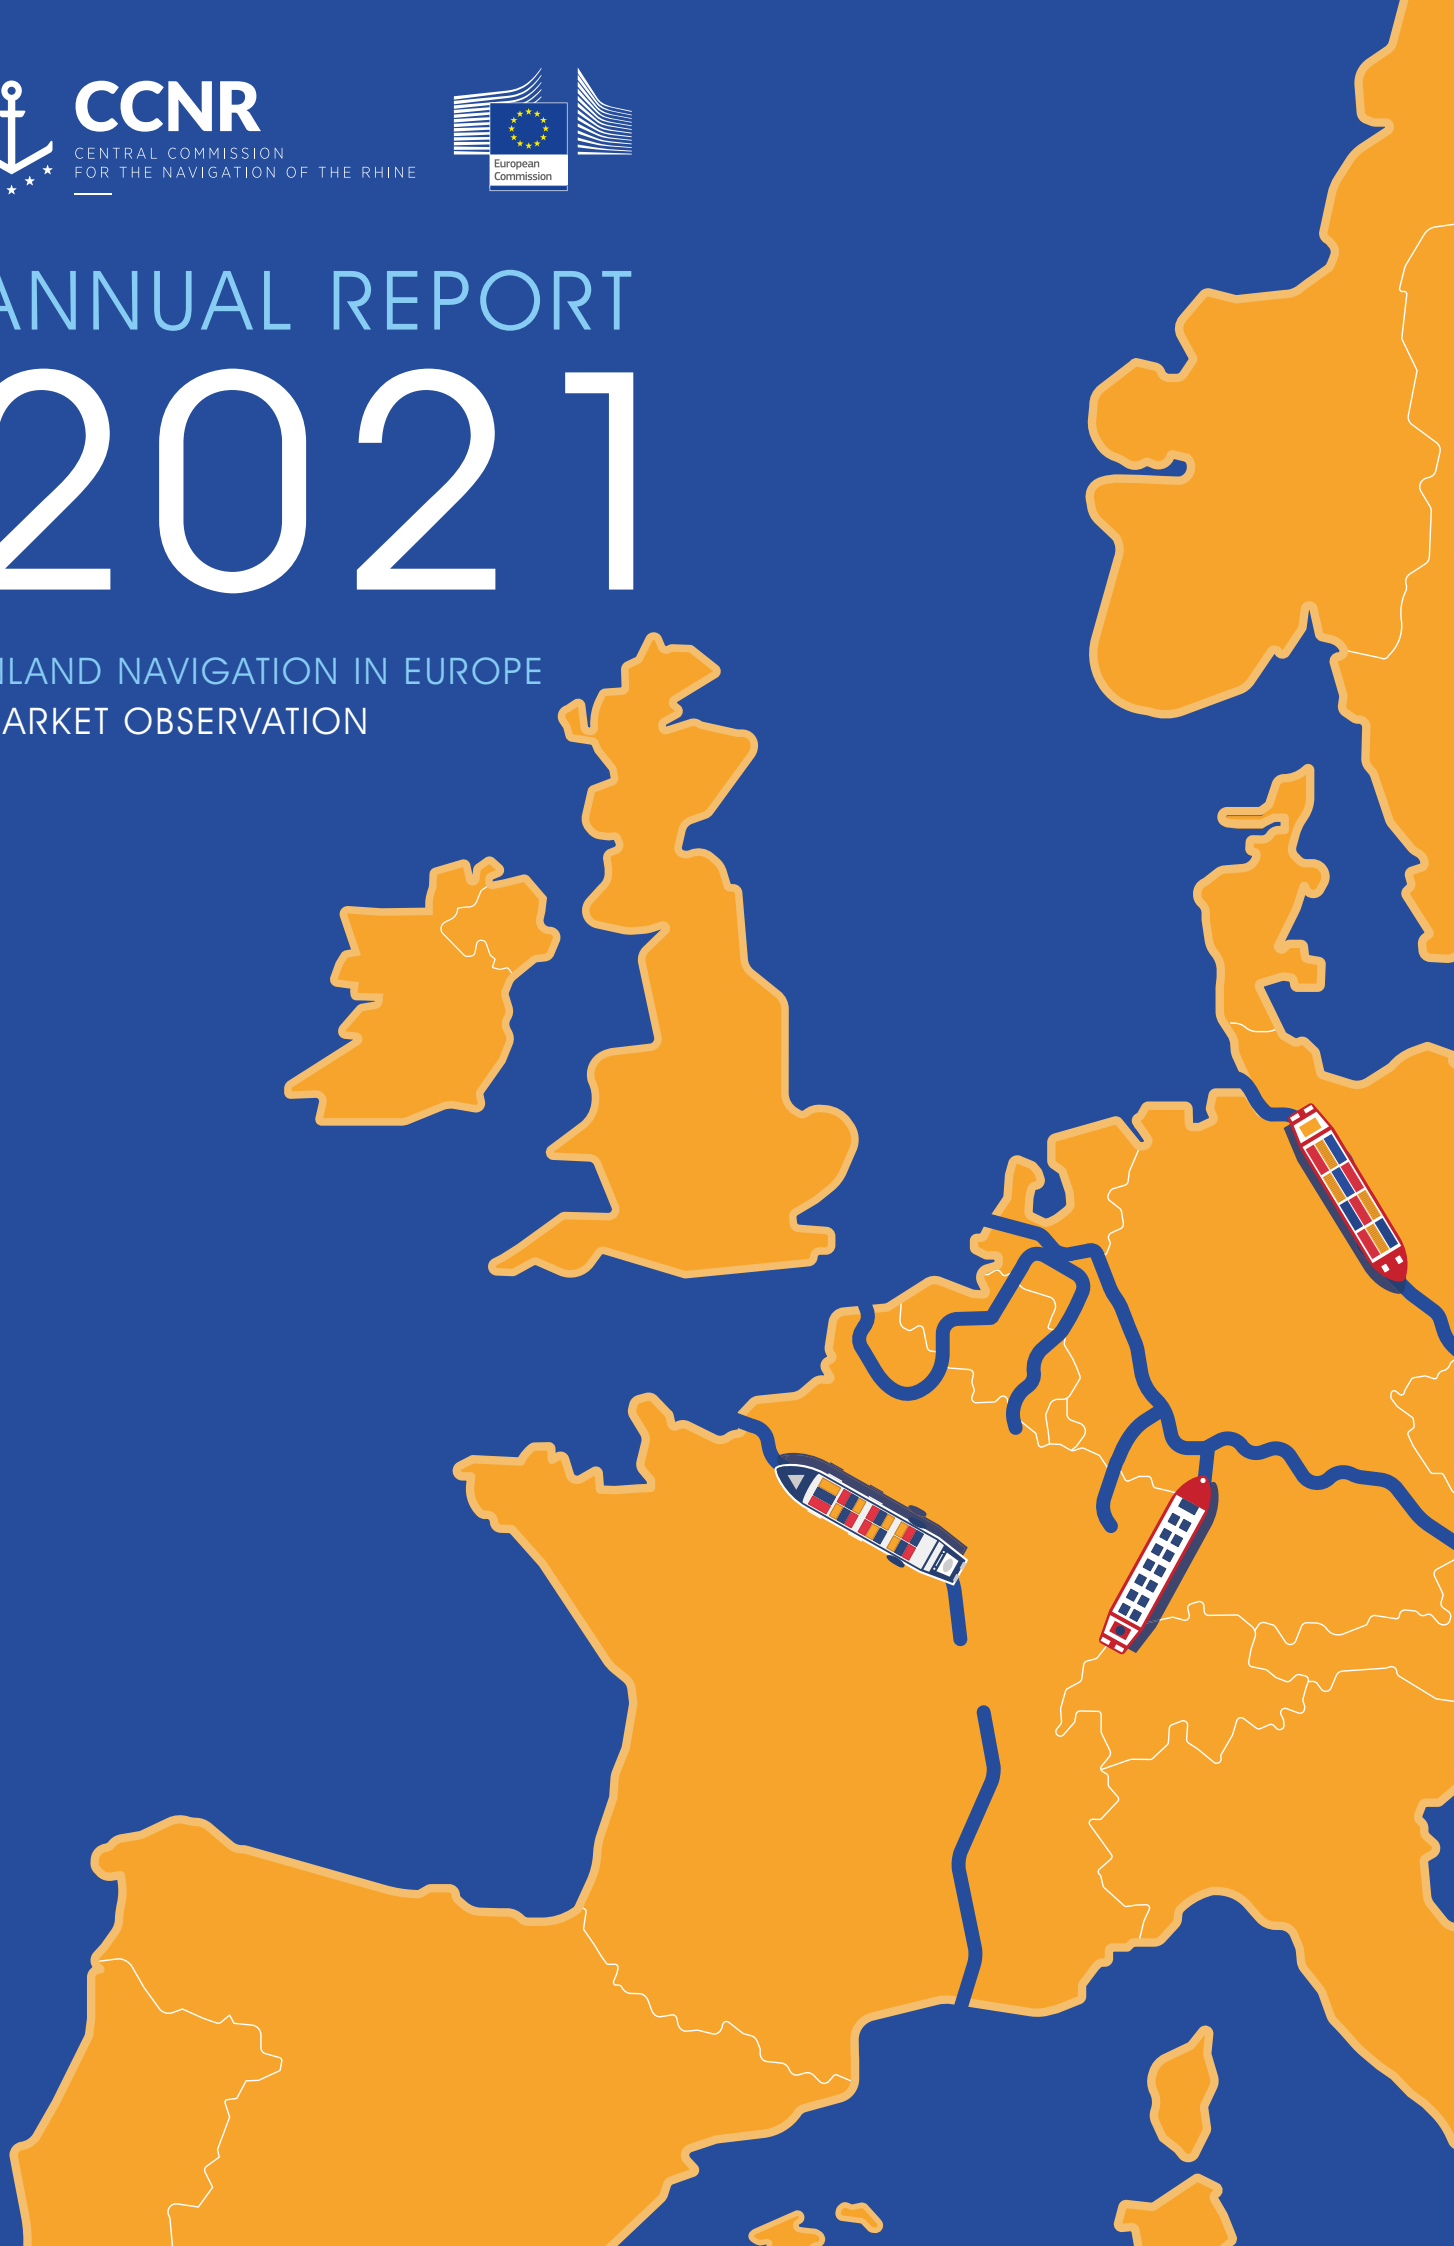 CCNR
CENTRAL COMMISSION
FOR THE NAVIGATION OF THE RHINE
European
Commission
ANNUAL REPORT
2021
NLAND NAVIGATION IN EUROPE
ARKET OBSERVATION